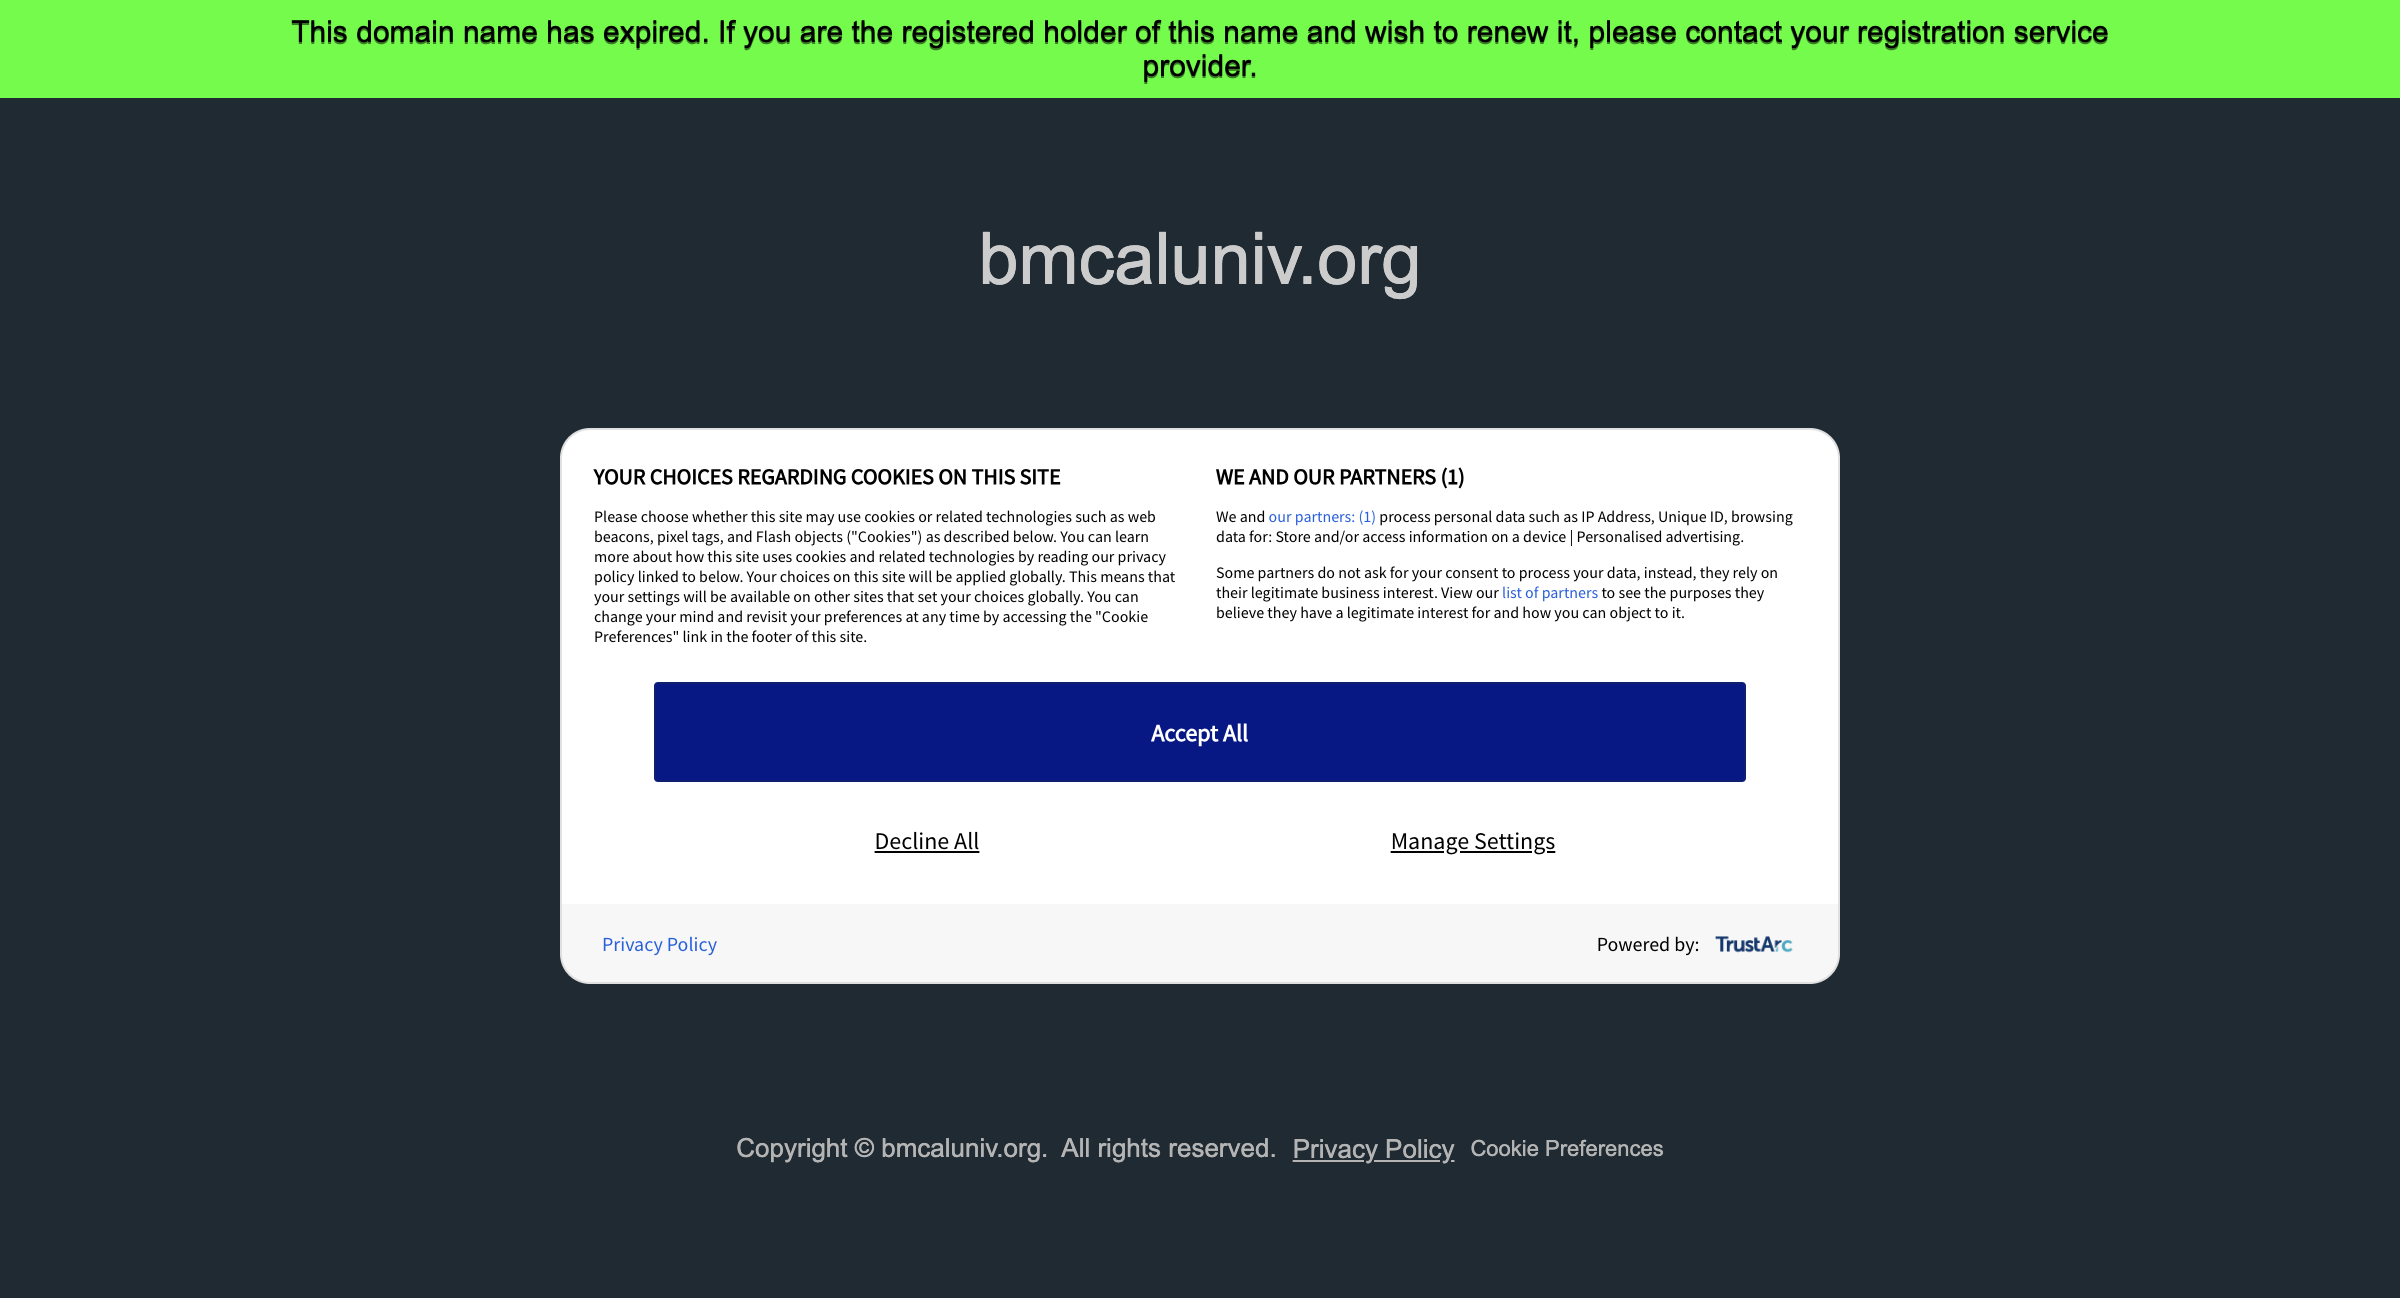 This domain name has expired. If you are the registered holder of this name and wish to renew it, please contact your registration service
provider.
bmcaluniv.org
YOUR CHOICES REGARDING COOKIES ON THIS SITE
Please choose whether this site may use cookies or related technologies such as web
beacons, pixel tags, and Flash objects ("Cookies") as described below. You can learn
more about how this site uses cookies and related technologies by reading our privacy
policy linked to below. Your choices on this site will be applied globally. This means that
your settings will be available on other sites that set your choices globally. You can
change your mind and revisit your preferences at any time by accessing the "Cookie
Preferences" link in the footer of this site.
WE AND OUR PARTNERS (1)
We and our partners: (1) process personal data such as IP Address, Unique ID, browsing
data for: Store and/or access information on a device | Personalised advertising.
Some partners do not ask for your consent to process your data, instead, they rely on
their legitimate business interest. View our list of partners to see the purposes they
believe they have a legitimate interest for and how you can object to it.
Accept All
Decline All
Manage Settings
Privacy Policy
Powered by: TrustArc
Copyright © bmcaluniv.org. All rights reserved. Privacy Policy Cookie Preferences